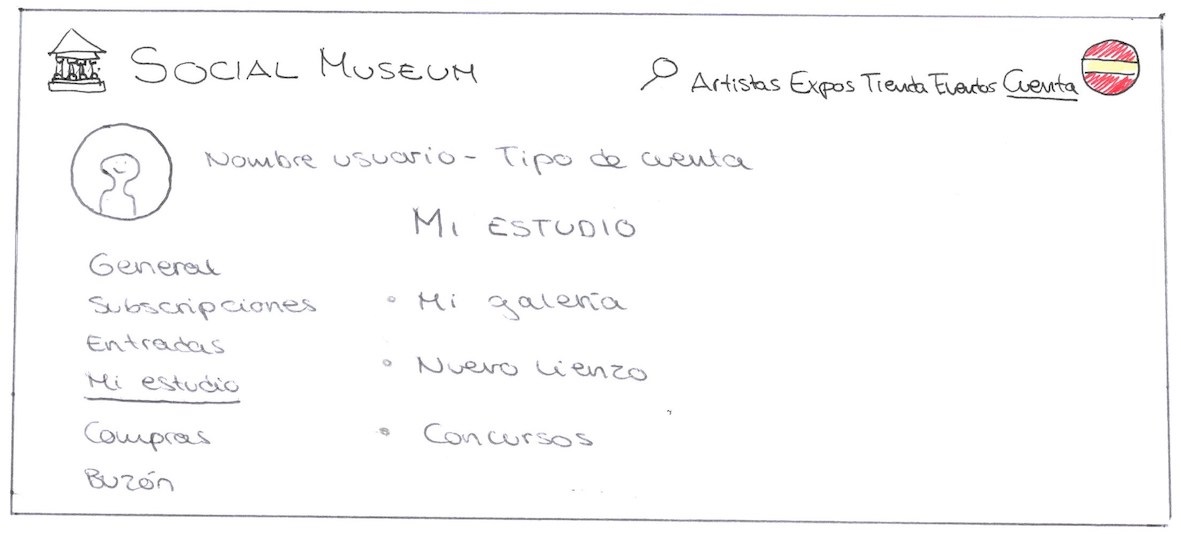 SOCIAL MUSEUM
Artistas Expos Tienda Eventos Cuenta
Nombre usuario - Tipo de cuenta
MI ESTUDIO
General
Subscripciones
Entradas
Mi estudio
Compras
Buzón
• Mi galería
• Nuevo lienzo
• Concursos